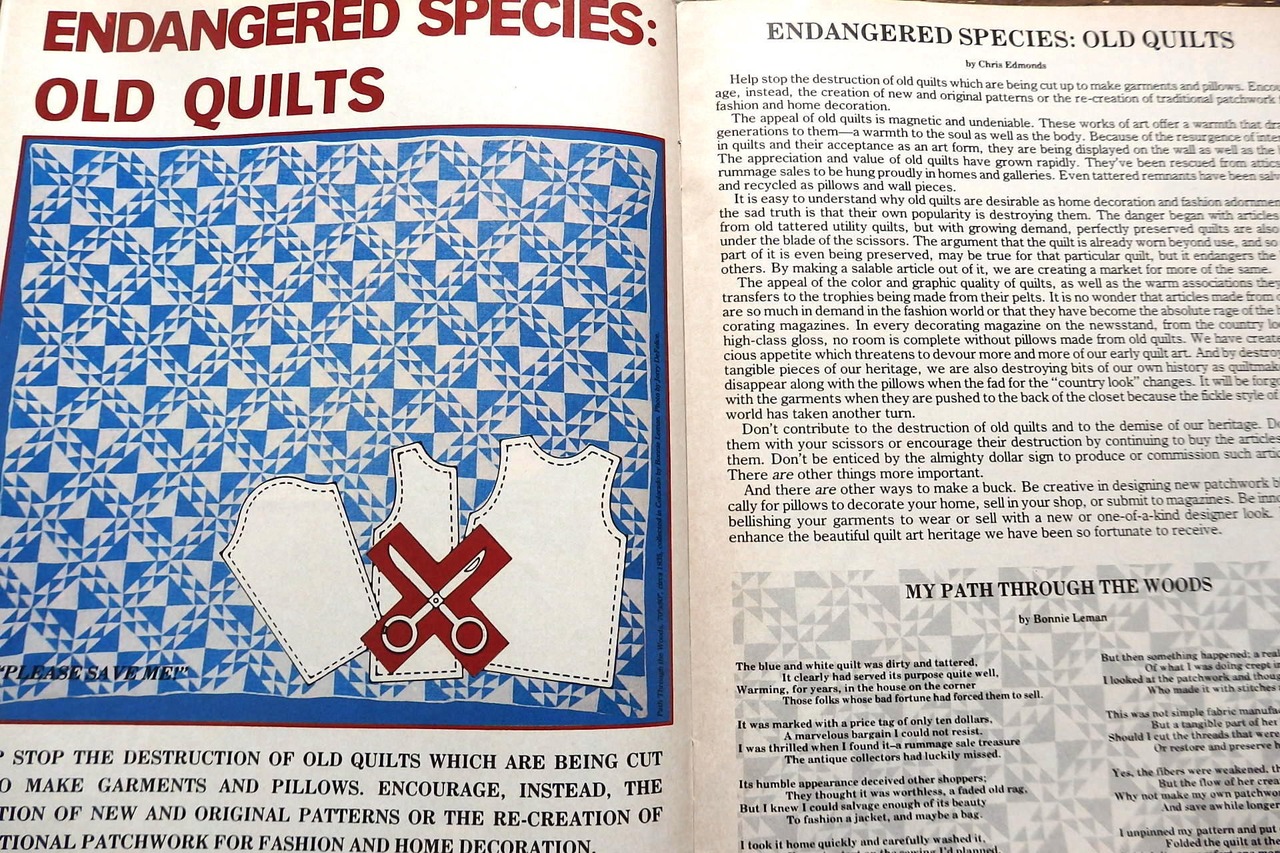 ENDANGERED SPECIES:
OLD QUILTS
"PLEASE SAVE ME!"
Path Through the Woods, 70"x80", circa 1935, collected in Colorado by Bonnie Leman. Photo by Jerry DeFelice.
STOP THE DESTRUCTION OF OLD QUILTS WHICH ARE BEING CUT
MAKE GARMENTS AND PILLOWS. ENCOURAGE, INSTEAD, THE
TION OF NEW AND ORIGINAL PATTERNS OR THE RE-CREATION OF
TIONAL PATCHWORK FOR FASHION AND HOME DECORATION.
ENDANGERED SPECIES: OLD QUILTS
by Chris Edmonds
Help stop the destruction of old quilts which are being cut up to make garments and pillows. Encou
age, instead, the creation of new and original patterns or the re-creation of traditional patchwork
fashion and home decoration.
The appeal of old quilts is magnetic and undeniable. These works of art offer a warmth that
generations to them—a warmth to the soul as well as the body. Because of the resurgence of
in quilts and their acceptance as an art form, they are being displayed on the wall as well as the
The appreciation and value of old quilts have grown rapidly. They've been rescued from
rummage sales to be hung proudly in homes and galleries. Even tattered remnants have been
and recycled as pillows and wall pieces.
It is easy to understand why old quilts are desirable as home decoration and fashion
the sad truth is that their own popularity is destroying them. The danger began with articles
from old tattered utility quilts, but with growing demand, perfectly preserved quilts are also
under the blade of the scissors. The argument that the quilt is already worn beyond use, and so
part of it is even being preserved, may be true for that particular quilt, but it endangers the
others. By making a salable article out of it, we are creating a market for more of the same.
The appeal of the color and graphic quality of quilts, as well as the warm associations they
transfers to the trophies being made from their pelts. It is no wonder that articles made from
are so much in demand in the fashion world or that they have become the absolute rage of the
corating magazines. In every decorating magazine on the newsstand, from the country
high-class gloss, no room is complete without pillows made from old quilts. We have
cious appetite which threatens to devour more and more of our early quilt art. And by
tangible pieces of our heritage, we are also destroying bits of our own history as
disappear along with the pillows when the fad for the "country look" changes. It will be
with the garments when they are pushed to the back of the closet because the fickle style of
world has taken another turn.
Don't contribute to the destruction of old quilts and to the demise of our heritage.
them with your scissors or encourage their destruction by continuing to buy the
them. Don't be enticed by the almighty dollar sign to produce or commission such
There are other things more important.
And there are other ways to make a buck. Be creative in designing new patchwork
cally for pillows to decorate your home, sell in your shop, or submit to magazines. Be
bellishing your garments to wear or sell with a new or one-of-a-kind designer look.
enhance the beautiful quilt art heritage we have been so fortunate to receive.
MY PATH THROUGH THE WOODS
by Bonnie Leman
The blue and white quilt was dirty and tattered,
It clearly had served its purpose quite well,
Warming, for years, in the house on the corner
Those folks whose bad fortune had forced them to sell.
It was marked with a price tag of only ten dollars,
A marvelous bargain I could not resist.
I was thrilled when I found it—a rummage sale treasure
The antique collectors had luckily missed.
Its humble appearance deceived other shoppers;
They thought it was worthless, a faded old rag,
But I knew I could salvage enough of its beauty
To fashion a jacket, and maybe a bag.
I took it home quickly and carefully washed it,
the sewing I'd planned.
But then something happened; a
Of what I was doing crept
I looked at the patchwork and
Who made it with stitches
This was not simple fabric
But a tangible part of her
Should I cut the threads that were
Or restore and preserve
Yes, the fibers were weakened,
But the flow of her
Why not make my own
And save awhile longer
I unpinned my pattern and put
Folded the quilt at the